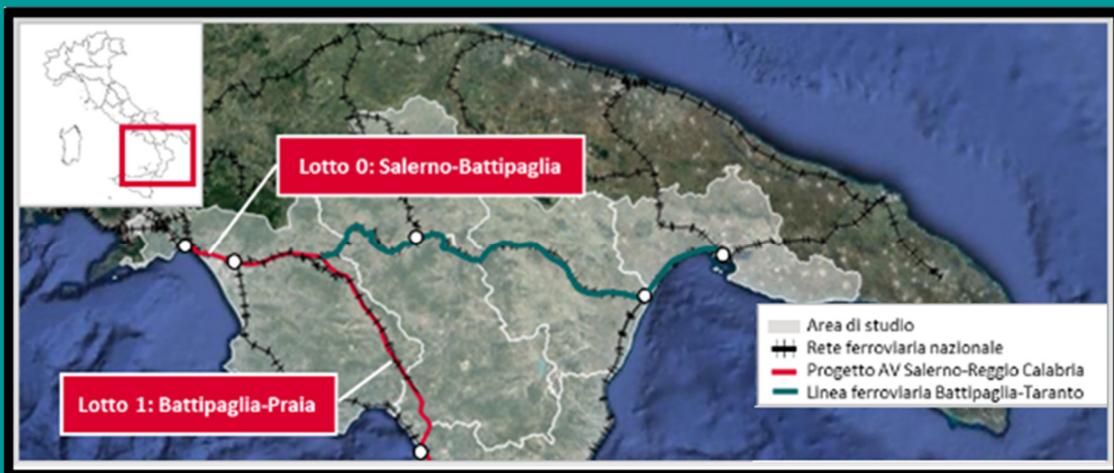 Lotto 0: Salerno-Battipaglia
Lotto 1: Battipaglia-Praia
Area di studio
Rete ferroviaria nazionale
Progetto AV Salerno-Reggio Calabria
Linea ferroviaria Battipaglia-Taranto